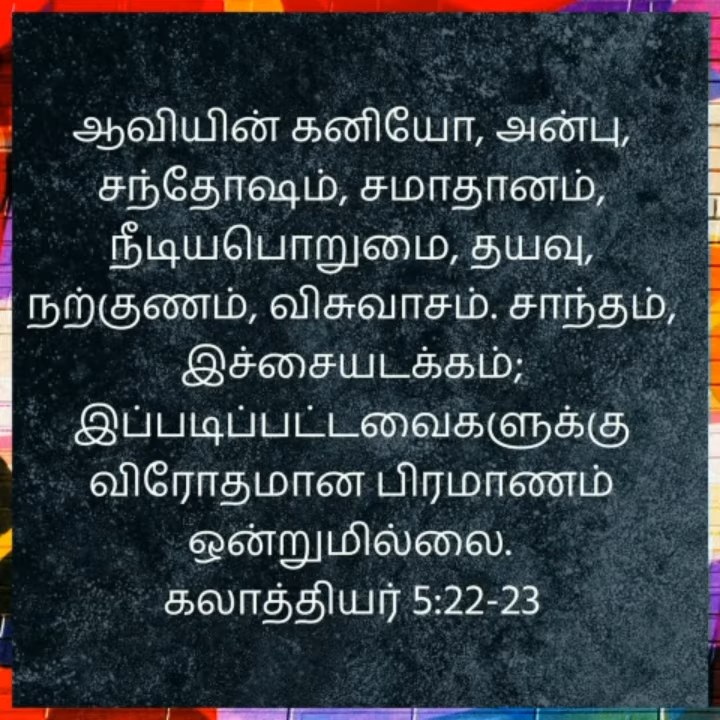 ஆவியின் கனியோ, அன்பு,
சந்தோஷம், சமாதானம்,
நீடியபொறுமை, தயவு,
நற்குணம், விசுவாசம். சாந்தம்,
இச்சையடக்கம்;
இப்படிப்பட்டவைகளுக்கு
விரோதமான பிரமாணம்
ஒன்றுமில்லை.
கலாத்தியர் 5:22-23